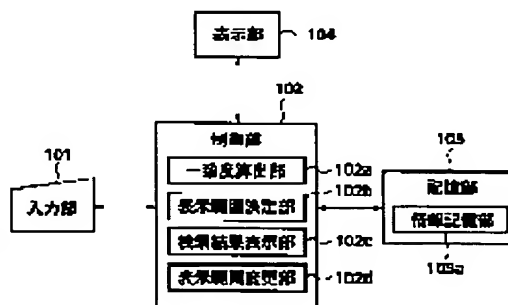 表示部
104
102
制御部
101
入力部
一致度算出部
102a
102b
表示範囲決定部
検索結果表示部
102c
表示範囲変更部
102d
103
記憶部
情報記憶部
103a